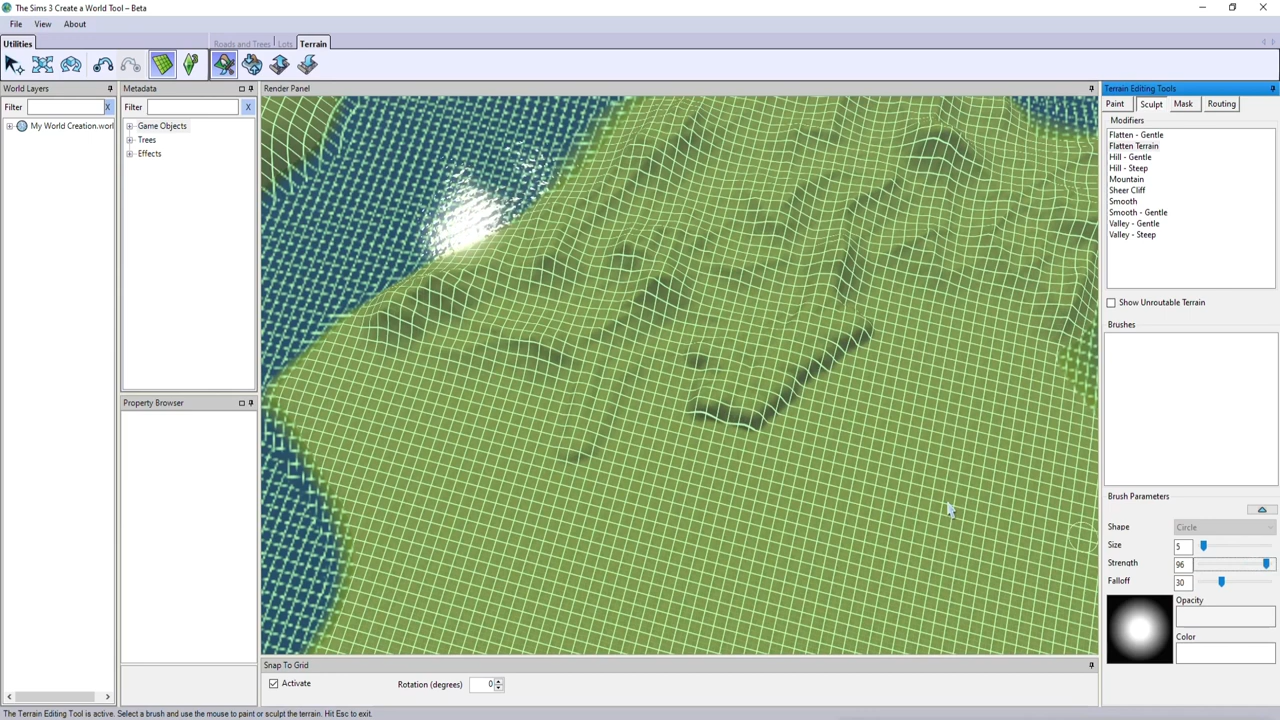 The Sims 3 Create a World Tool – Beta
File View About
Utilities Roads and Trees Lots Terrain
World Layers Metadata Render Panel Terrain Editing Tools
Filter X Filter X Paint Sculpt Mask Routing
My World Creation.worl
Game Objects
Trees
Effects
Property Browser
Modifiers
Flatten - Gentle
Flatten Terrain
Hill - Gentle
Hill - Steep
Mountain
Sheer Cliff
Smooth
Smooth - Gentle
Valley - Gentle
Valley - Steep
Show Unroutable Terrain
Brushes
Brush Parameters
Shape Circle
Size 5
Strength 96
Falloff 30
Opacity
Color
Snap To Grid
Activate Rotation (degrees) 0
The Terrain Editing Tool is active. Select a brush and use the mouse to paint or sculpt the terrain. Hit Esc to exit.